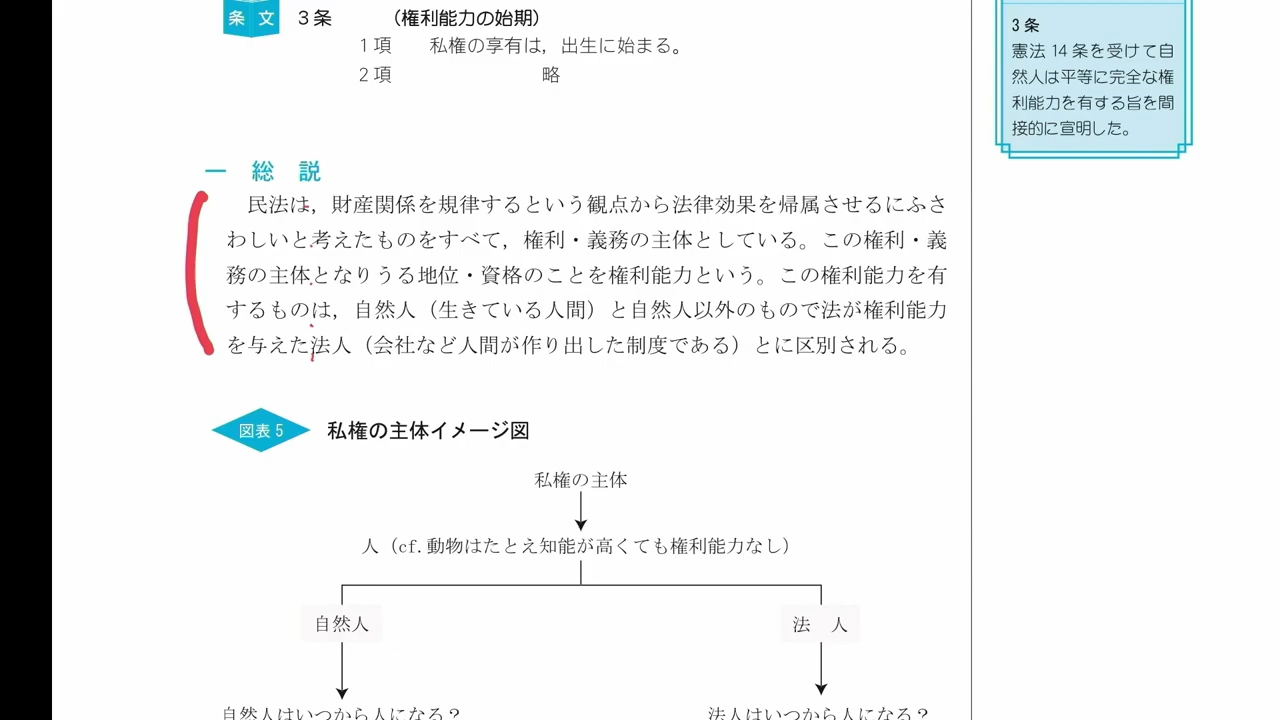 条文 3条 (権利能力の始期)
1項 私権の享有は，出生に始まる。
2項 略
3条
憲法14条を受けて自
然人は平等に完全な権
利能力を有する旨を間
接的に宣明した。
一 総 説
民法は，財産関係を規律するという観点から法律効果を帰属させるにふさ
わしいと考えたものをすべて，権利・義務の主体としている。この権利・義
務の主体となりうる地位・資格のことを権利能力という。この権利能力を有
するものは，自然人（生きている人間）と自然人以外のもので法が権利能力
を与えた法人（会社など人間が作り出した制度である）とに区別される。
図表5 私権の主体イメージ図
私権の主体
人（cf.動物はたとえ知能が高くても権利能力なし）
自然人 法 人
自然人はいつから人になる？ 法人はいつから人になる？